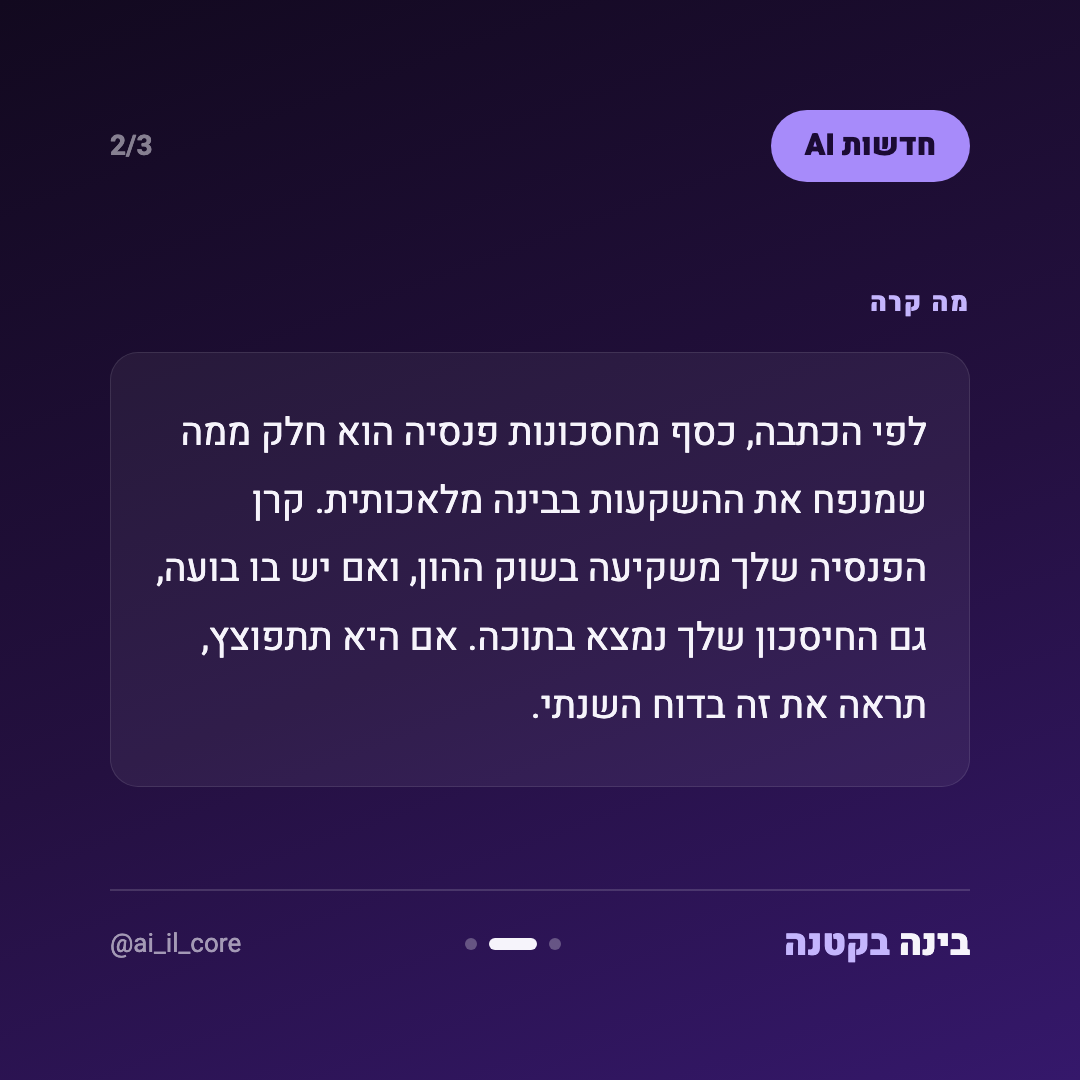 חדשות AI
2/3
מה קרה
לפי הכתבה, כסף מחסכונות פנסיה הוא חלק ממה
שמנפח את ההשקעות בבינה מלאכותית. קרן
הפנסיה שלך משקיעה בשוק ההון, ואם יש בו בועה,
גם החיסכון שלך נמצא בתוכה. אם היא תתפוצץ,
תראה את זה בדוח השנתי.
בינה בקטנה
@ai_il_core